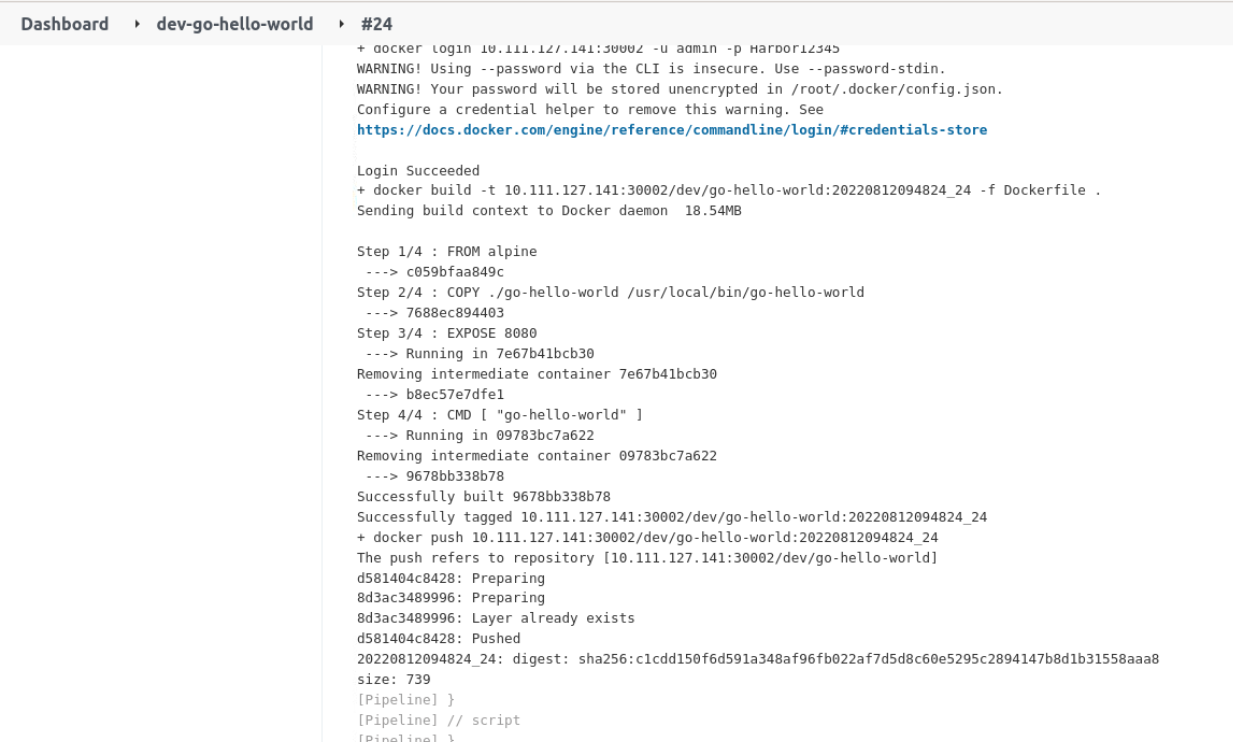 Dashboard ▸ dev-go-hello-world ▸ #24
+ docker login 10.111.127.141:30002 -u admin -p Harbor12345
WARNING! Using --password via the CLI is insecure. Use --password-stdin.
WARNING! Your password will be stored unencrypted in /root/.docker/config.json.
Configure a credential helper to remove this warning. See
https://docs.docker.com/engine/reference/commandline/login/#credentials-store
Login Succeeded
+ docker build -t 10.111.127.141:30002/dev/go-hello-world:20220812094824_24 -f Dockerfile .
Sending build context to Docker daemon  18.54MB
Step 1/4 : FROM alpine
 ---> c059bfaa849c
Step 2/4 : COPY ./go-hello-world /usr/local/bin/go-hello-world
 ---> 7688ec894403
Step 3/4 : EXPOSE 8080
 ---> Running in 7e67b41bcb30
Removing intermediate container 7e67b41bcb30
 ---> b8ec57e7dfe1
Step 4/4 : CMD [ "go-hello-world" ]
 ---> Running in 09783bc7a622
Removing intermediate container 09783bc7a622
 ---> 9678bb338b78
Successfully built 9678bb338b78
Successfully tagged 10.111.127.141:30002/dev/go-hello-world:20220812094824_24
+ docker push 10.111.127.141:30002/dev/go-hello-world:20220812094824_24
The push refers to repository [10.111.127.141:30002/dev/go-hello-world]
d581404c8428: Preparing
8d3ac3489996: Preparing
8d3ac3489996: Layer already exists
d581404c8428: Pushed
20220812094824_24: digest: sha256:c1cdd150f6d591a348af96fb022af7d5d8c60e5295c2894147b8d1b31558aaa8
size: 739
[Pipeline] }
[Pipeline] // script
[Pipeline] }